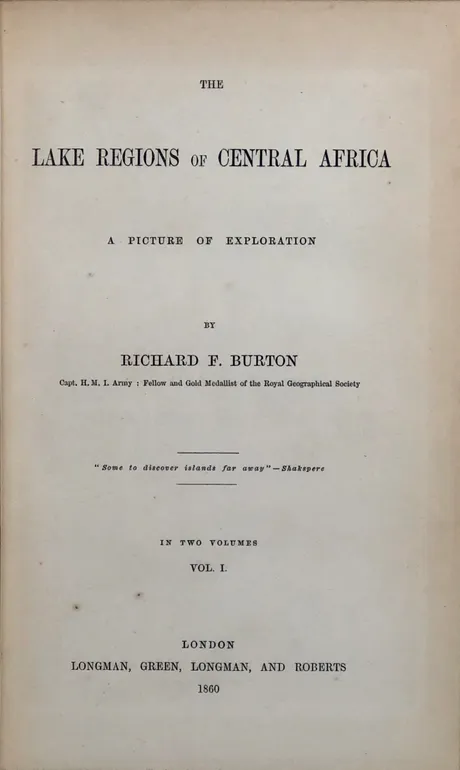 THE
LAKE REGIONS OF CENTRAL AFRICA
A PICTURE OF EXPLORATION
BY
RICHARD F. BURTON
Capt. H. M. I. Army : Fellow and Gold Medallist of the Royal Geographical Society
"Some to discover islands far away"—Shakspere
IN TWO VOLUMES
VOL. I.
LONDON
LONGMAN, GREEN, LONGMAN, AND ROBERTS
1860